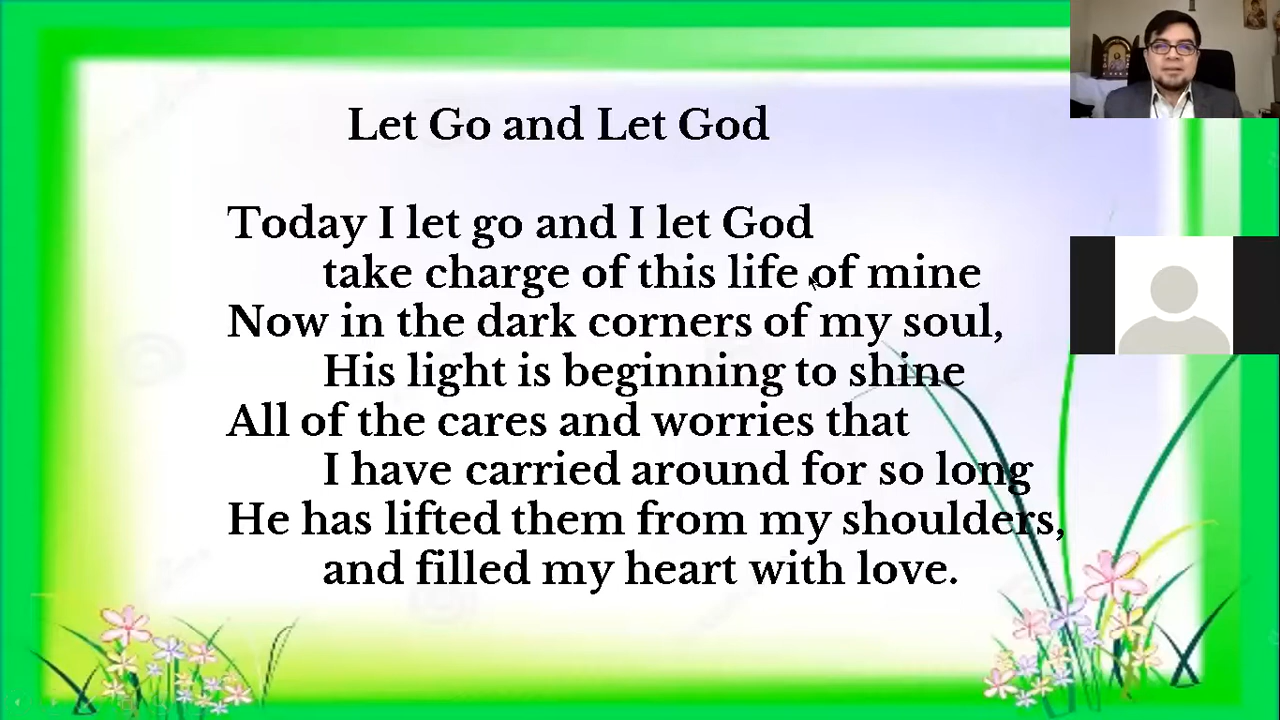 Let Go and Let God
Today I let go and I let God
take charge of this life of mine
Now in the dark corners of my soul,
His light is beginning to shine
All of the cares and worries that
I have carried around for so long
He has lifted them from my shoulders,
and filled my heart with love.